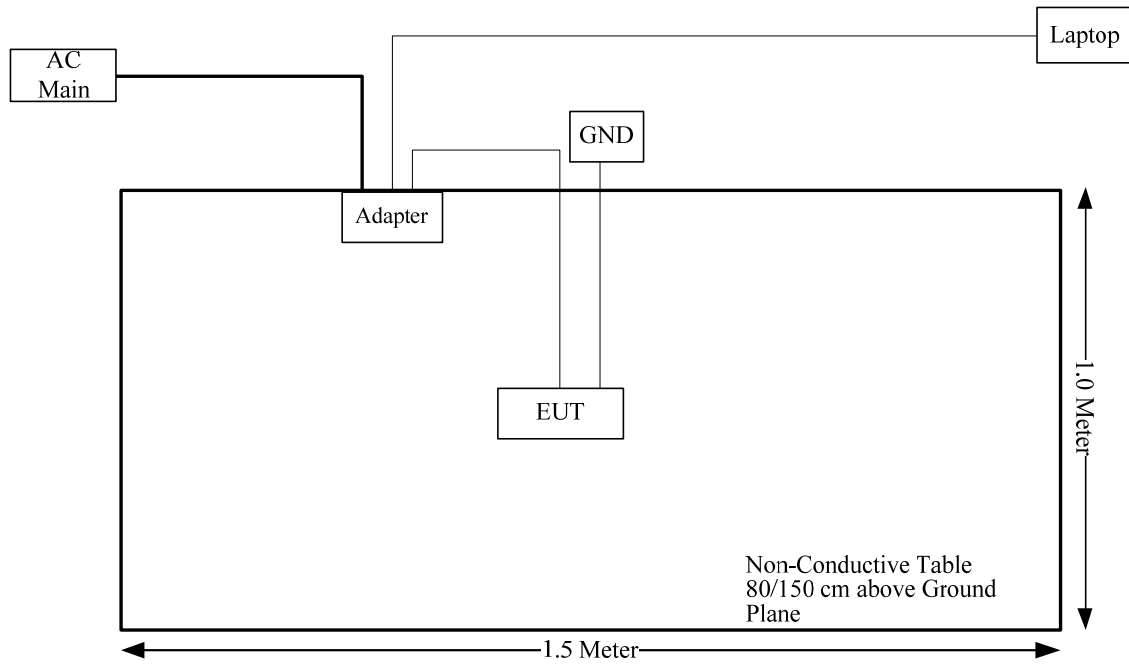 Laptop
AC
Main
GND
Adapter
EUT
1.0 Meter
Non-Conductive Table
80/150 cm above Ground
Plane
1.5 Meter